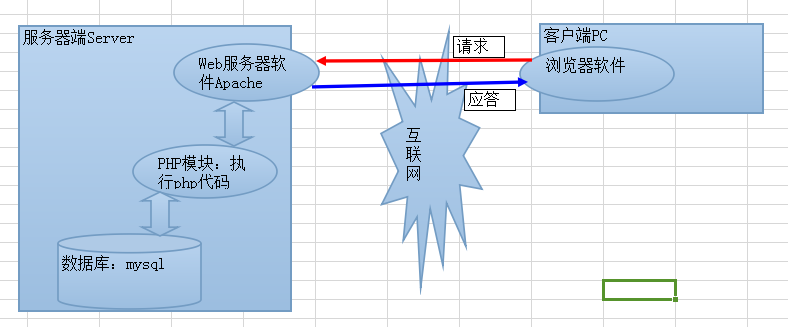 服务器端Server
Web服务器软
件Apache
PHP模块：执
行php代码
数据库：mysql
请求
应答
互
联
网
客户端PC
浏览器软件